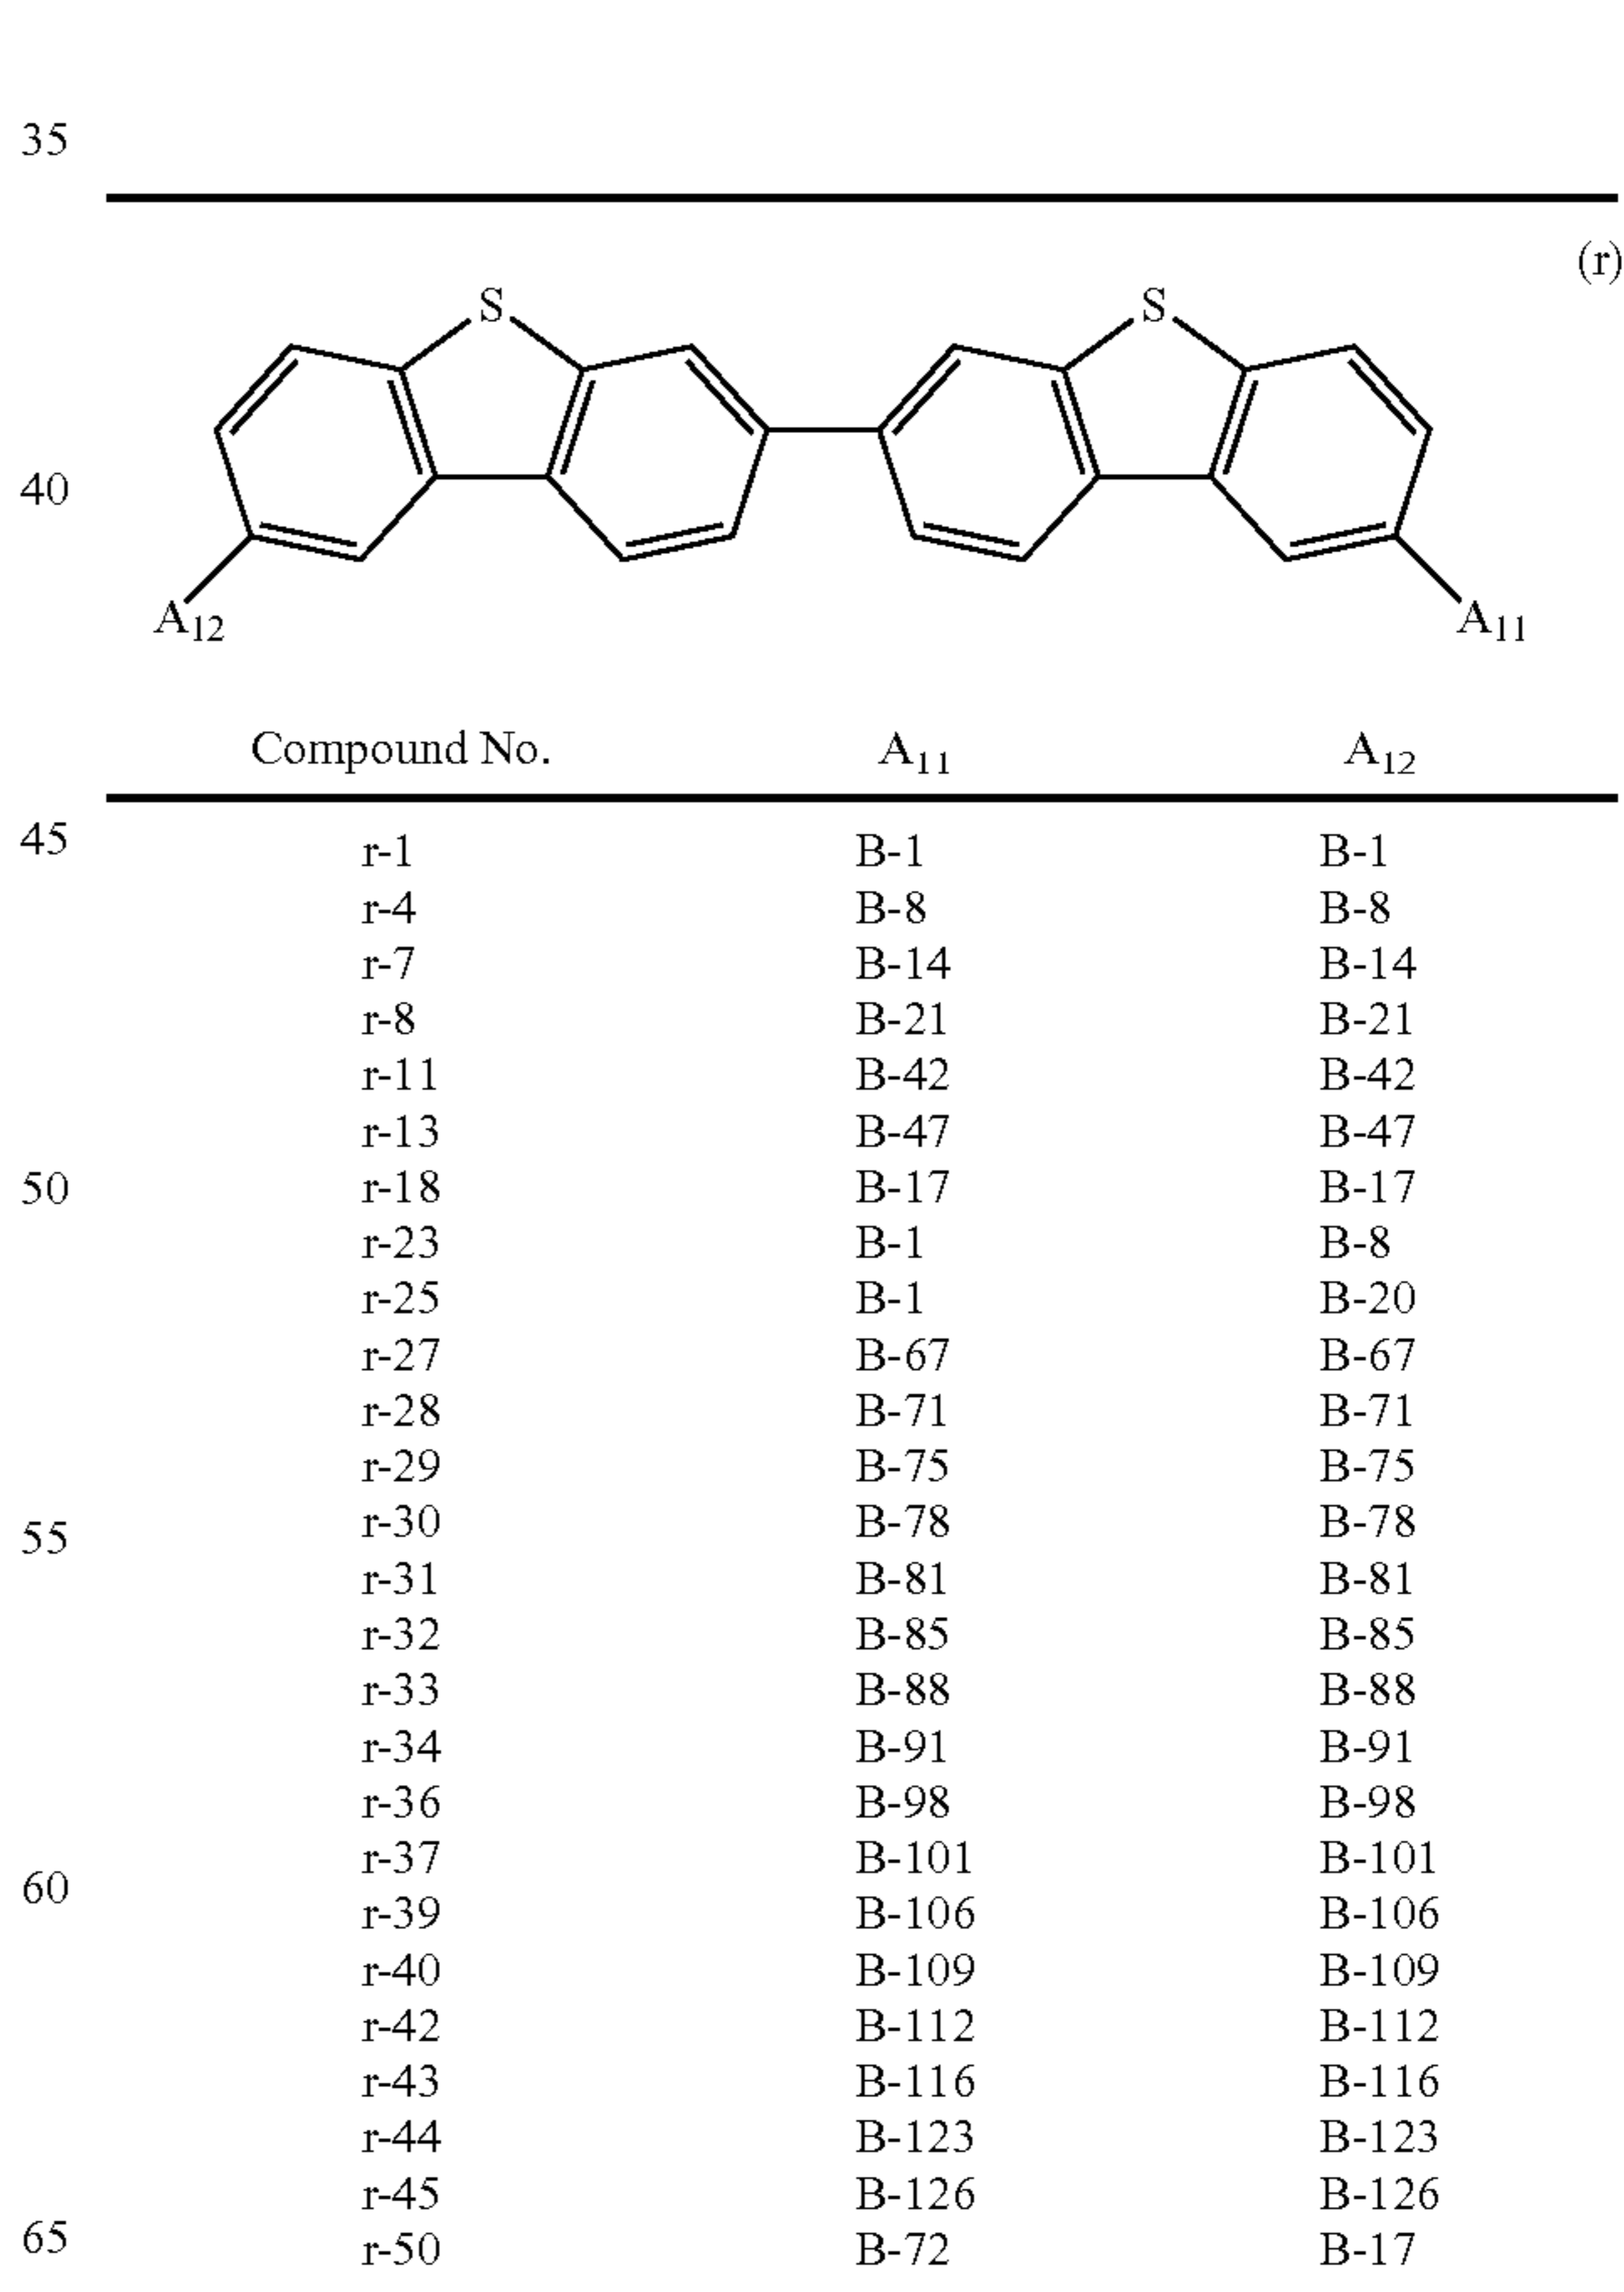 35
(r)
S S
40
A12 A11
Compound No. A11 A12
45
r-1 B-1 B-1
r-4 B-8 B-8
r-7 B-14 B-14
r-8 B-21 B-21
r-11 B-42 B-42
r-13 B-47 B-47
50 r-18 B-17 B-17
r-23 B-1 B-8
r-25 B-1 B-20
r-27 B-67 B-67
r-28 B-71 B-71
r-29 B-75 B-75
55 r-30 B-78 B-78
r-31 B-81 B-81
r-32 B-85 B-85
r-33 B-88 B-88
r-34 B-91 B-91
r-36 B-98 B-98
r-37 B-101 B-101
60 r-39 B-106 B-106
r-40 B-109 B-109
r-42 B-112 B-112
r-43 B-116 B-116
r-44 B-123 B-123
r-45 B-126 B-126
65 r-50 B-72 B-17